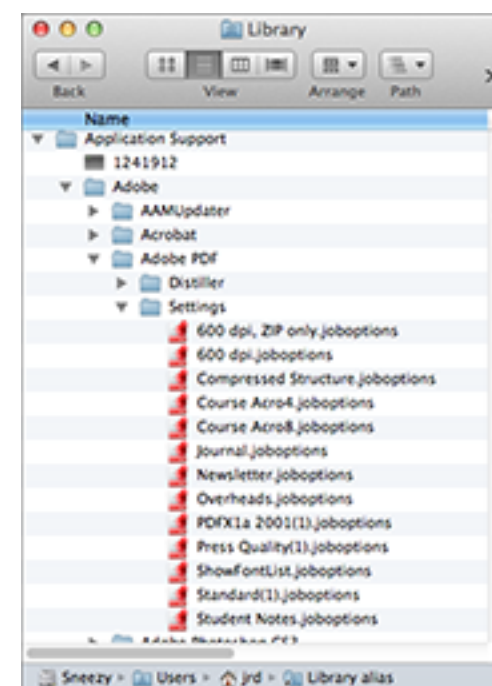 Library
Back View Arrange Path
Name
Application Support
1241912
Adobe
AAMUpdater
Acrobat
Adobe PDF
Distiller
Settings
600 dpi, ZIP only.joboptions
600 dpi.joboptions
Compressed Structure.joboptions
Course Acro4.joboptions
Course Acro8.joboptions
Journal.joboptions
Newsletter.joboptions
Overheads.joboptions
PDFX1a 2001(1).joboptions
Press Quality(1).joboptions
ShowFontList.joboptions
Standard(1).joboptions
Student Notes.joboptions
Adobe Photoshop
Sneezy Users jrd Library alias